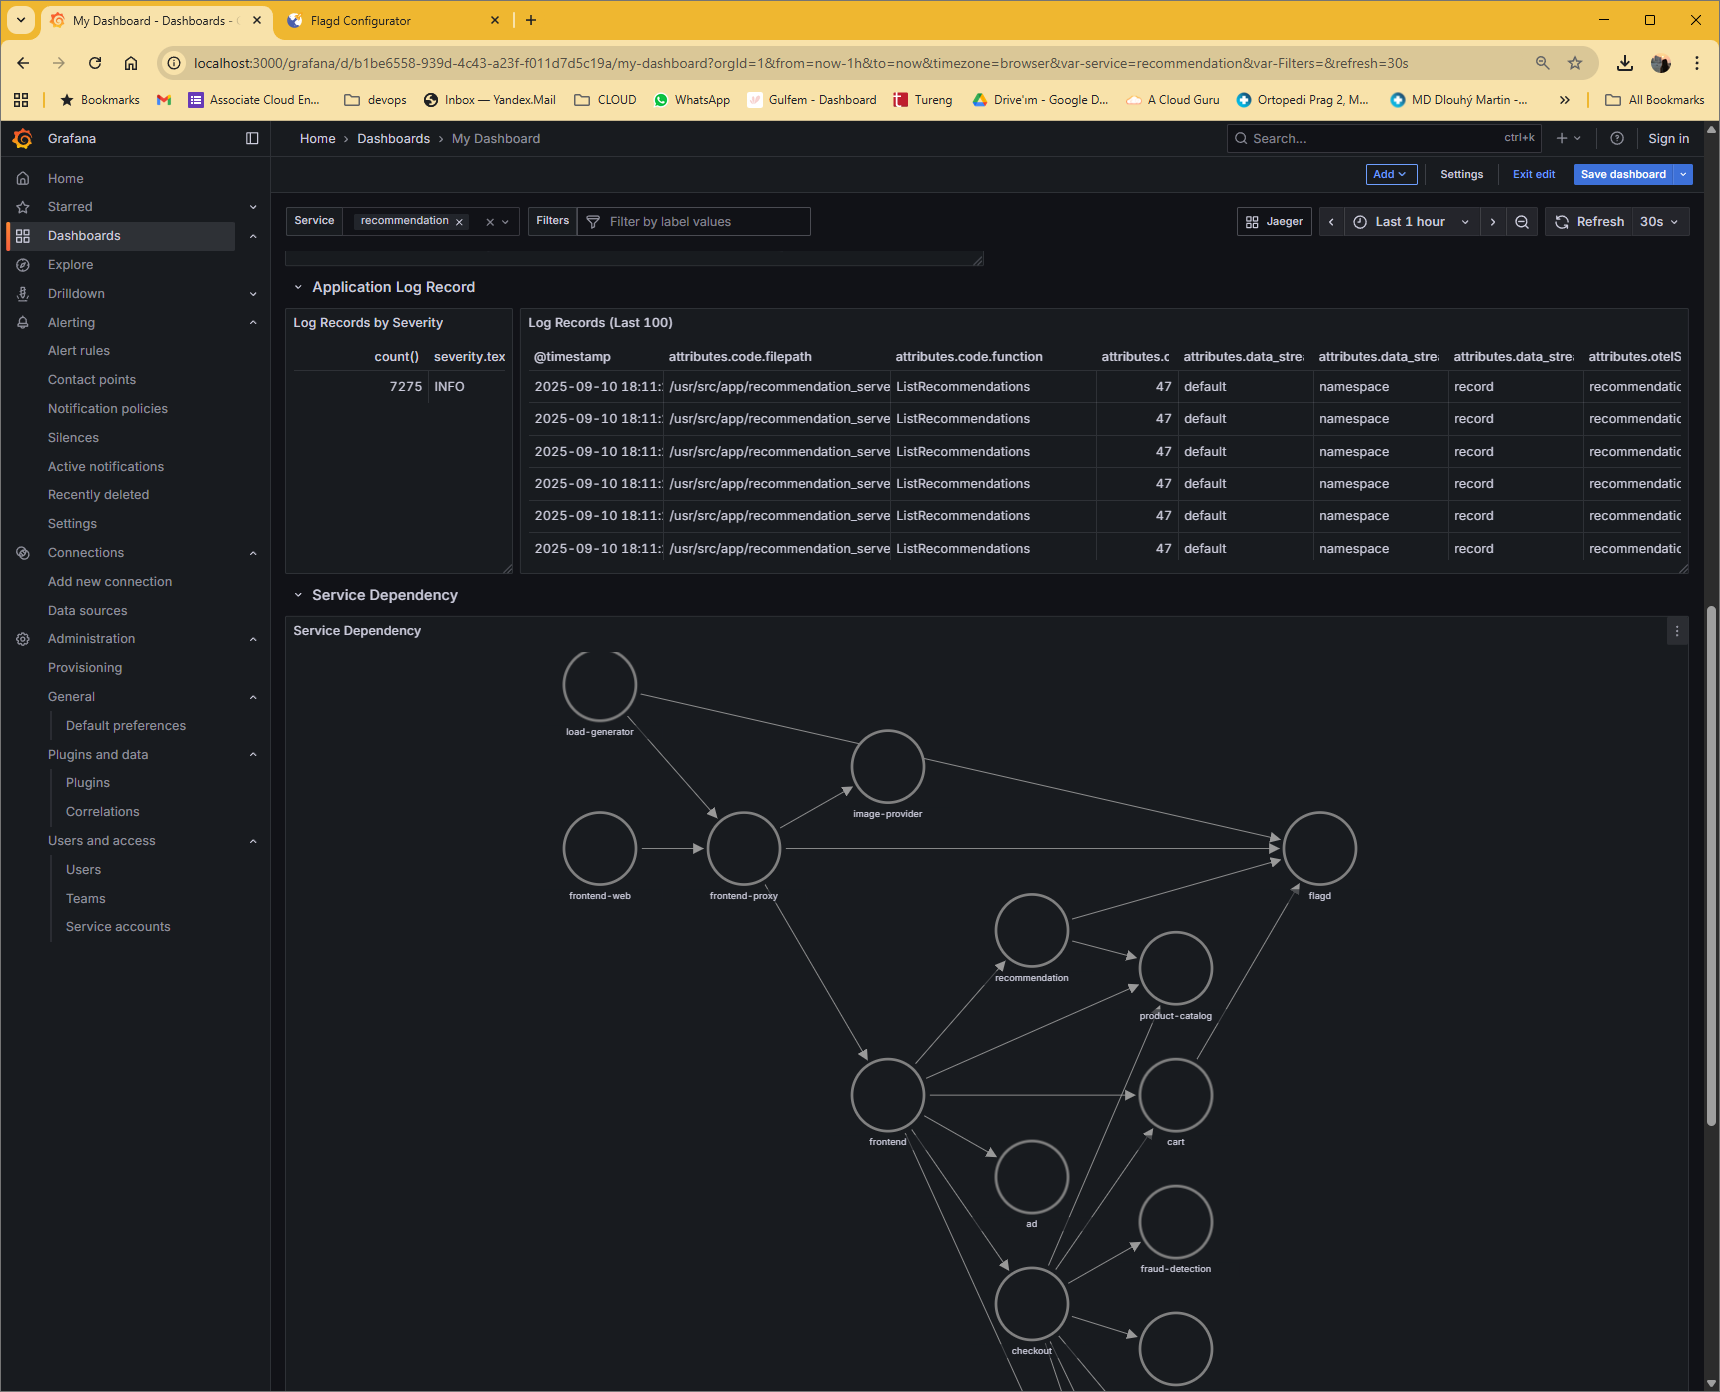 My Dashboard - Dashboards -
Flagd Configurator
localhost:3000/grafana/d/b1be6558-939d-4c43-a23f-f011d7d5c19a/my-dashboard?orgId=1&from=now-1h&to=now&timezone=browser&var-service=recommendation&var-Filters=&refresh=30s
Bookmarks
Associate Cloud En...
devops
Inbox — Yandex.Mail
CLOUD
WhatsApp
Gulfem - Dashboard
Tureng
Drive'ım - Google D...
A Cloud Guru
Ortopedi Prag 2, M...
MD Dlouhý Martin -...
All Bookmarks
Grafana
Home › Dashboards › My Dashboard
Search...
ctrl+k
Sign in
Add
Settings
Exit edit
Save dashboard
Home
Starred
Dashboards
Explore
Drilldown
Alerting
Alert rules
Contact points
Notification policies
Silences
Active notifications
Recently deleted
Settings
Connections
Add new connection
Data sources
Administration
Provisioning
General
Default preferences
Plugins and data
Plugins
Correlations
Users and access
Users
Teams
Service accounts
Service
recommendation
Filters
Filter by label values
Jaeger
Last 1 hour
Refresh
30s
Application Log Record
Log Records by Severity
count() severity.tex
7275 INFO
Log Records (Last 100)
@timestamp attributes.code.filepath attributes.code.function attributes.c attributes.data_strea attributes.data_strea attributes.data_strea attributes.otelS
2025-09-10 18:11: /usr/src/app/recommendation_serve ListRecommendations 47 default namespace record recommendatic
2025-09-10 18:11: /usr/src/app/recommendation_serve ListRecommendations 47 default namespace record recommendatic
2025-09-10 18:11: /usr/src/app/recommendation_serve ListRecommendations 47 default namespace record recommendatic
2025-09-10 18:11: /usr/src/app/recommendation_serve ListRecommendations 47 default namespace record recommendatic
2025-09-10 18:11: /usr/src/app/recommendation_serve ListRecommendations 47 default namespace record recommendatic
2025-09-10 18:11: /usr/src/app/recommendation_serve ListRecommendations 47 default namespace record recommendatic
Service Dependency
Service Dependency
load-generator
image-provider
frontend-web
frontend-proxy
flagd
recommendation
product-catalog
frontend
cart
ad
fraud-detection
checkout